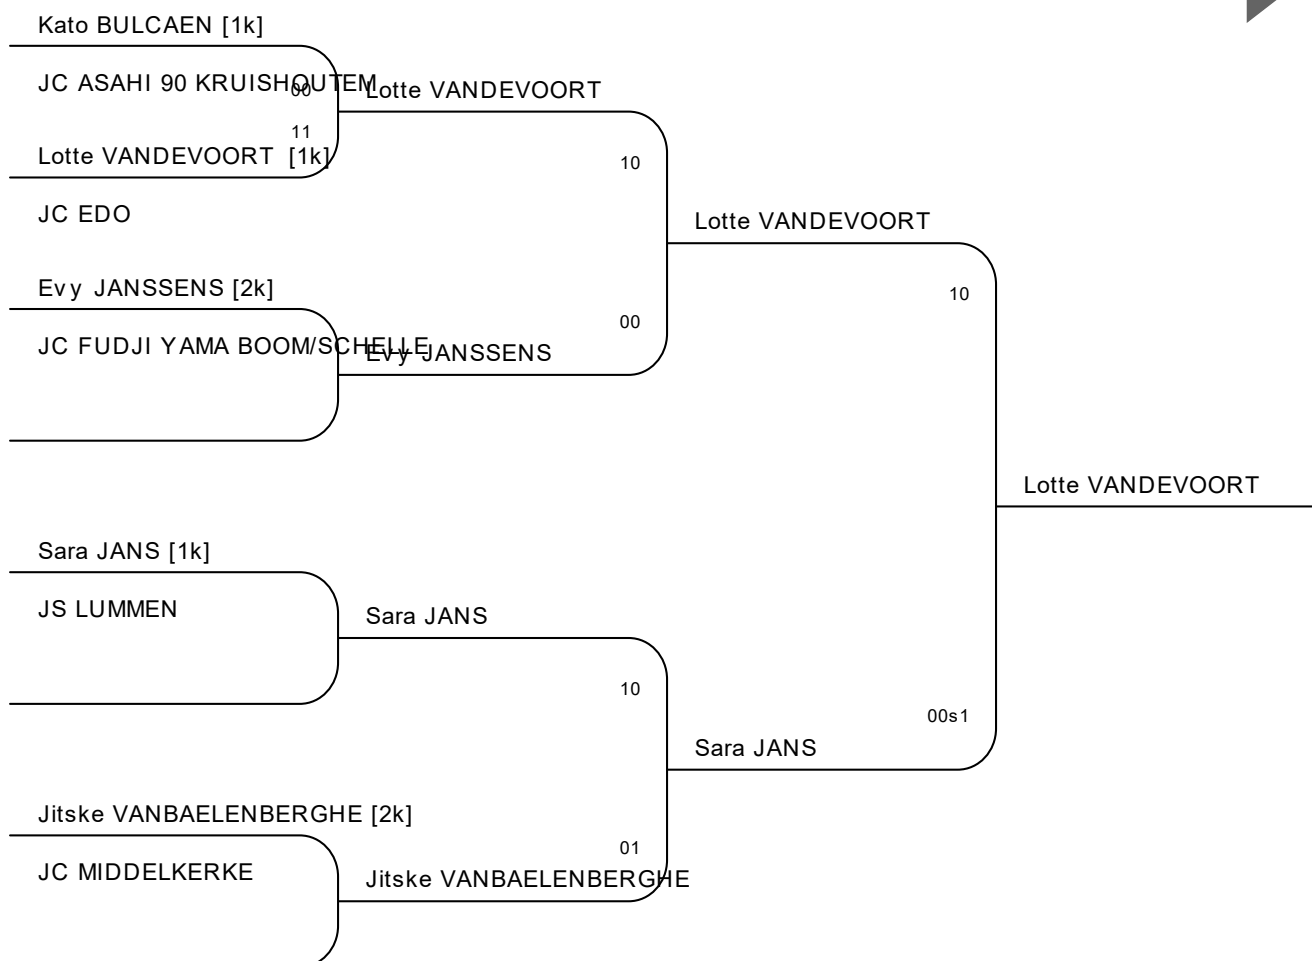 Kato BULCAEN [1k]
JC ASAHI 90 KRUISHOUTEM
00
Lotte VANDEVOORT
11
Lotte VANDEVOORT [1k]
10
JC EDO
Lotte VANDEVOORT
Evy JANSSENS [2k]
10
00
JC FUDJI YAMA BOOM/SCHELLE
Evy JANSSENS
Lotte VANDEVOORT
Sara JANS [1k]
JS LUMMEN
Sara JANS
10
00s1
Sara JANS
Jitske VANBAELENBERGHE [2k]
01
JC MIDDELKERKE
Jitske VANBAELENBERGHE